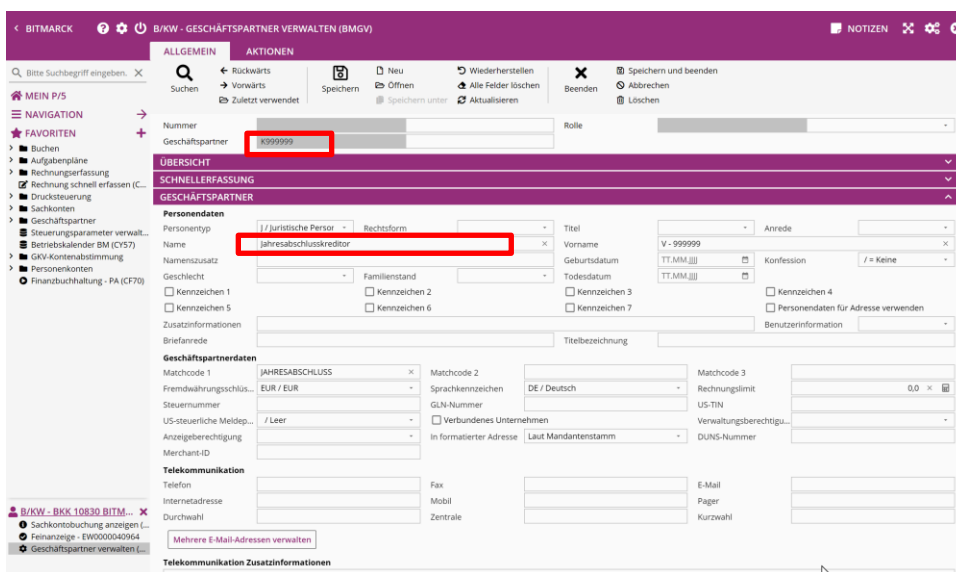 < BITMARCK
B/KW - GESCHÄFTSPARTNER VERWALTEN (BMGV)
NOTIZEN
ALLGEMEIN AKTIONEN
Bitte Suchbegriff eingeben.
MEIN P/5
NAVIGATION
FAVORITEN
Buchen
Aufgabenpläne
Rechnungserfassung
Rechnung schnell erfassen (C...
Drucksteuerung
Sachkonten
Geschäftspartner
Steuerungsparameter verwalt...
Betriebskalender BM (CY57)
GKV-Kontenabstimmung
Personenkonten
Finanzbuchhaltung - PA (CF70)
B/KW - BKK 10830 BITM...
Sachkontobuchung anzeigen (...
Feinanzeige - EW0000040964
Geschäftspartner verwalten (...
Suchen
Rückwärts
Vorwärts
Zuletzt verwendet
Speichern
Neu
Öffnen
Speichern unter
Wiederherstellen
Alle Felder löschen
Aktualisieren
Beenden
Speichern und beenden
Abbrechen
Löschen
Nummer Rolle
Geschäftspartner K999999
ÜBERSICHT
SCHNELLERFASSUNG
GESCHÄFTSPARTNER
Personendaten
Personentyp J / Juristische Persor Rechtsform Titel Anrede
Name Jahresabschlusskreditor Vorname V - 999999
Namenszusatz Geburtsdatum TT.MM.JJJJ Konfession / = Keine
Geschlecht Familienstand Todesdatum TT.MM.JJJJ
Kennzeichen 1 Kennzeichen 2 Kennzeichen 3 Kennzeichen 4
Kennzeichen 5 Kennzeichen 6 Kennzeichen 7 Personendaten für Adresse verwenden
Zusatzinformationen Benutzerinformation
Briefanrede Titelbezeichnung
Geschäftspartnerdaten
Matchcode 1 JAHRESABSCHLUSS Matchcode 2 Matchcode 3
Fremdwährungsschlüs... EUR / EUR Sprachkennzeichen DE / Deutsch Rechnungslimit 0,0
Steuernummer GLN-Nummer US-TIN
US-steuerliche Meldep... / Leer Verbundenes Unternehmen Verwaltungsberechtigu...
Anzeigeberechtigung In formatierter Adresse Laut Mandantenstamm DUNS-Nummer
Merchant-ID
Telekommunikation
Telefon Fax E-Mail
Internetadresse Mobil Pager
Durchwahl Zentrale Kurzwahl
Mehrere E-Mail-Adressen verwalten
Telekommunikation Zusatzinformationen